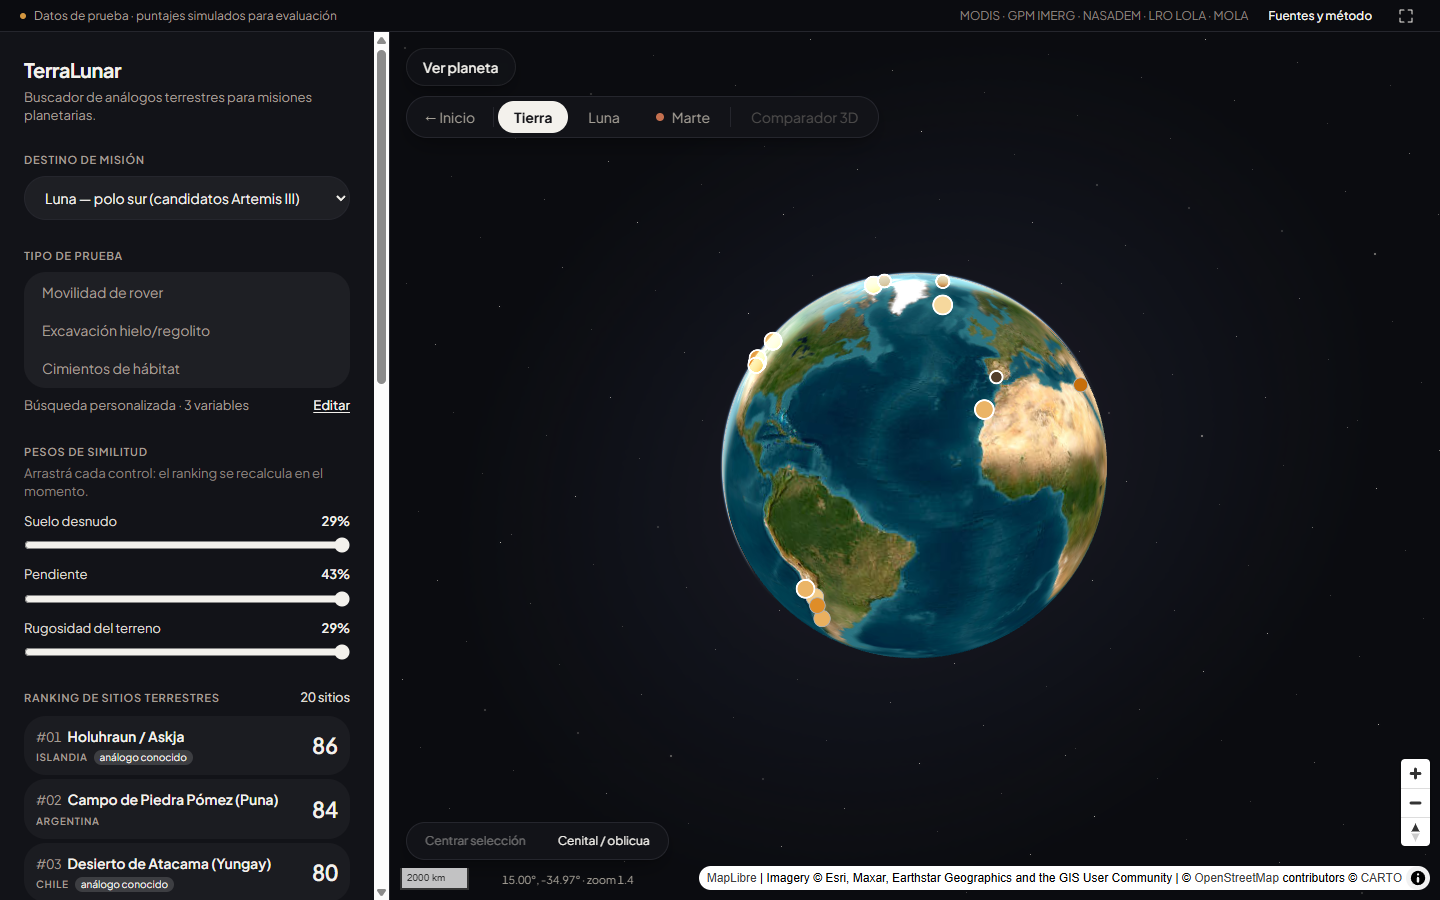 Datos de prueba · puntajes simulados para evaluación
MODIS · GPM IMERG · NASADEM · LRO LOLA · MOLA
Fuentes y método
TerraLunar
Buscador de análogos terrestres para misiones
planetarias.
DESTINO DE MISIÓN
Luna — polo sur (candidatos Artemis III)
TIPO DE PRUEBA
Movilidad de rover
Excavación hielo/regolito
Cimientos de hábitat
Búsqueda personalizada · 3 variables
Editar
PESOS DE SIMILITUD
Arrastrá cada control: el ranking se recalcula en el
momento.
Suelo desnudo 29%
Pendiente 43%
Rugosidad del terreno 29%
RANKING DE SITIOS TERRESTRES 20 sitios
#01 Holuhraun / Askja
ISLANDIA análogo conocido
86
#02 Campo de Piedra Pómez (Puna)
ARGENTINA
84
#03 Desierto de Atacama (Yungay)
CHILE análogo conocido
80
Ver planeta
← Inicio Tierra Luna Marte Comparador 3D
Centrar selección Cenital / oblicua
2000 km
15.00°, -34.97° · zoom 1.4
MapLibre | Imagery © Esri, Maxar, Earthstar Geographics and the GIS User Community | © OpenStreetMap contributors © CARTO